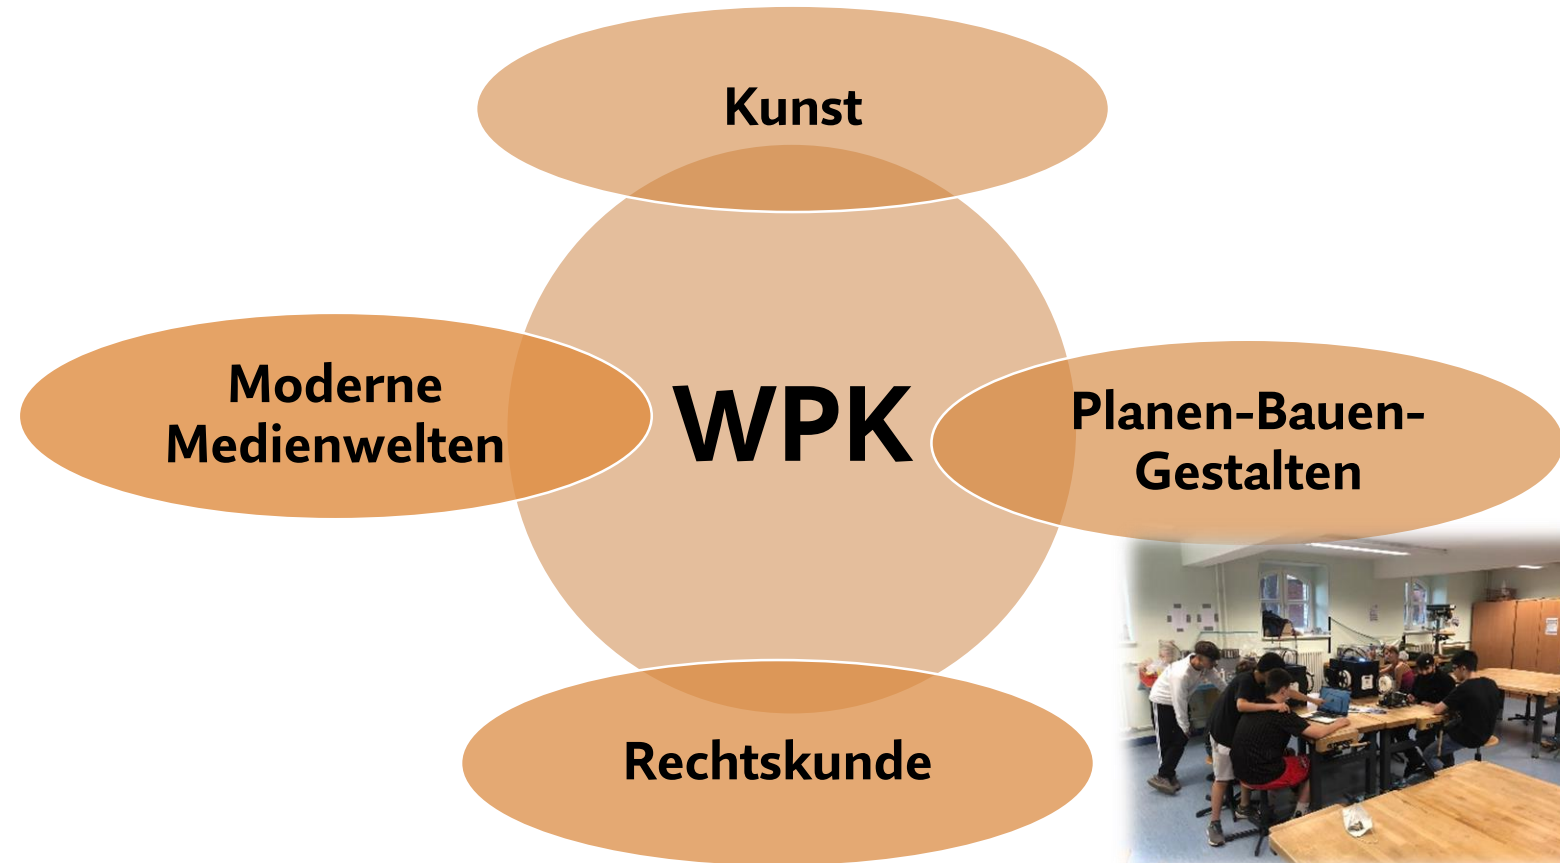 Kunst
Moderne
Medienwelten
WPK
Planen-Bauen-
Gestalten
Rechtskunde